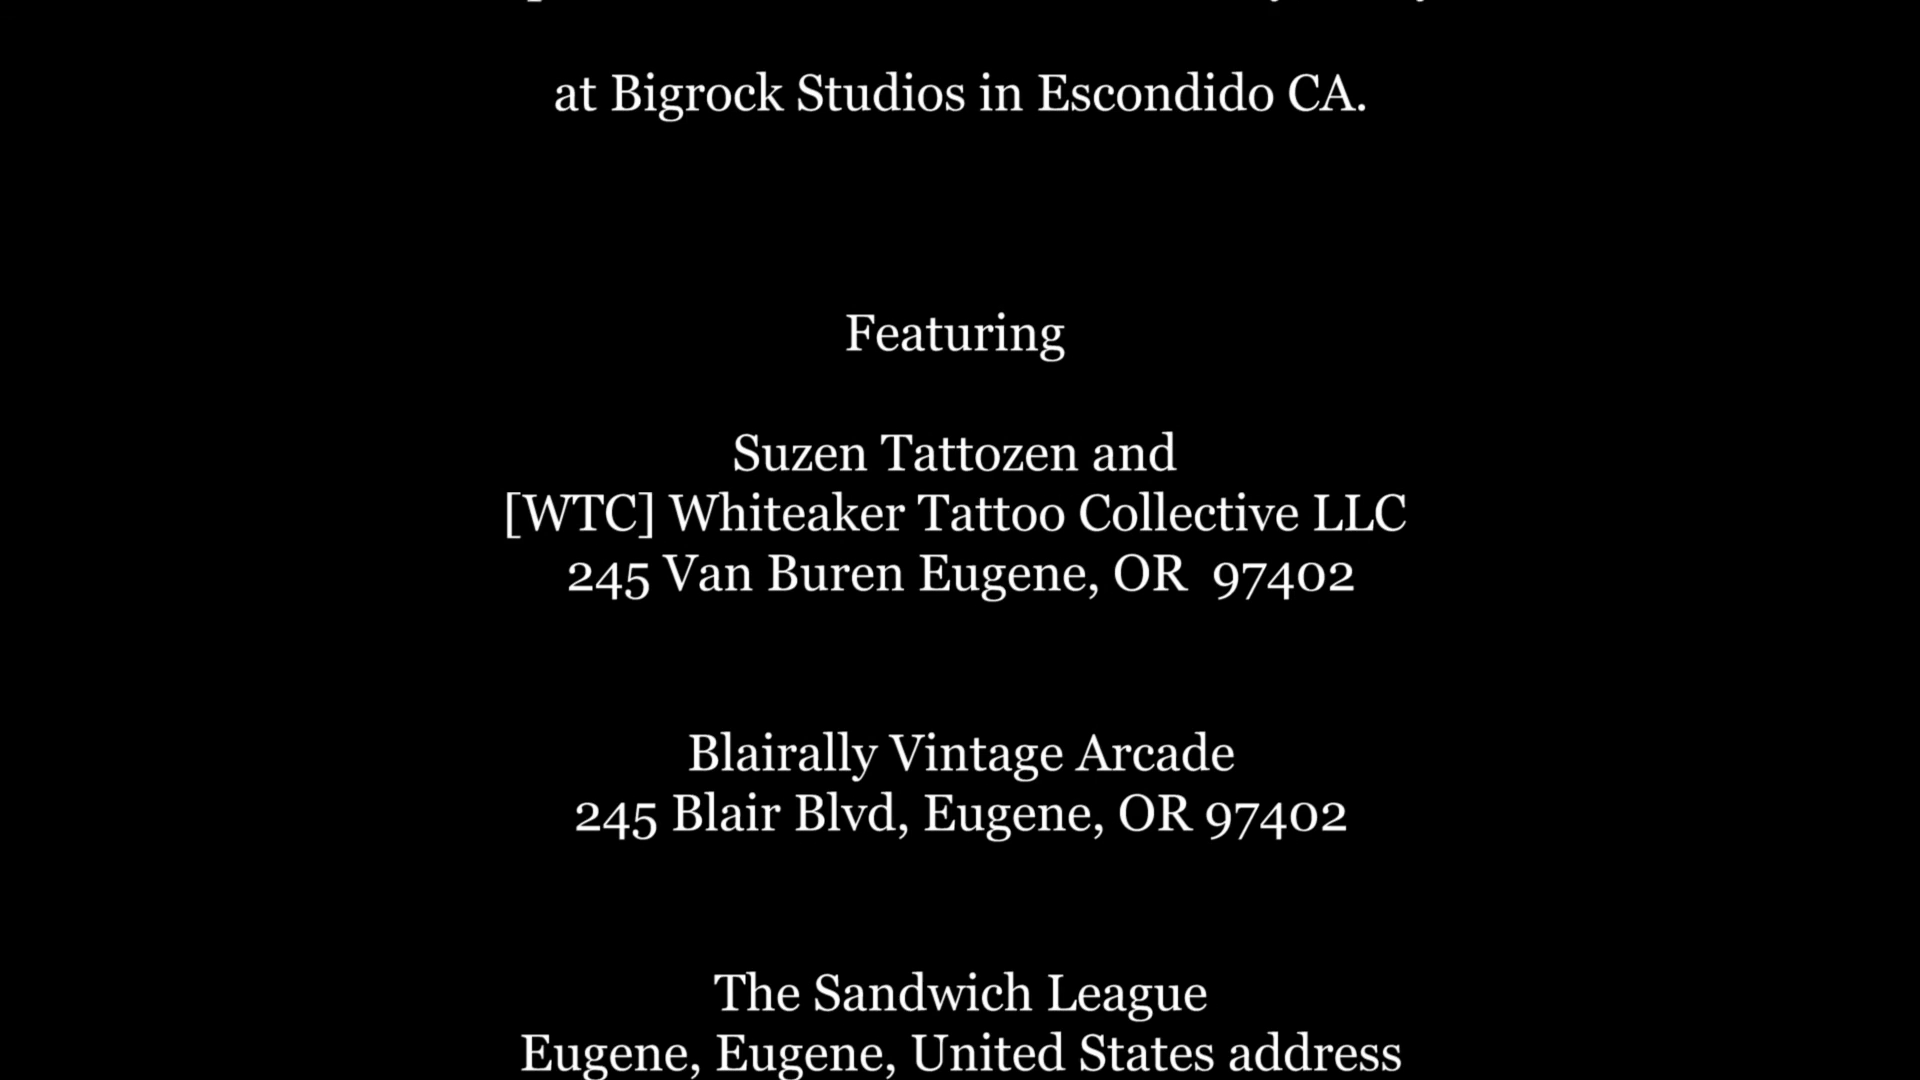 at Bigrock Studios in Escondido CA.
Featuring
Suzen Tattozen and
[WTC] Whiteaker Tattoo Collective LLC
245 Van Buren Eugene, OR  97402
Blairally Vintage Arcade
245 Blair Blvd, Eugene, OR 97402
The Sandwich League
Eugene, Eugene, United States address